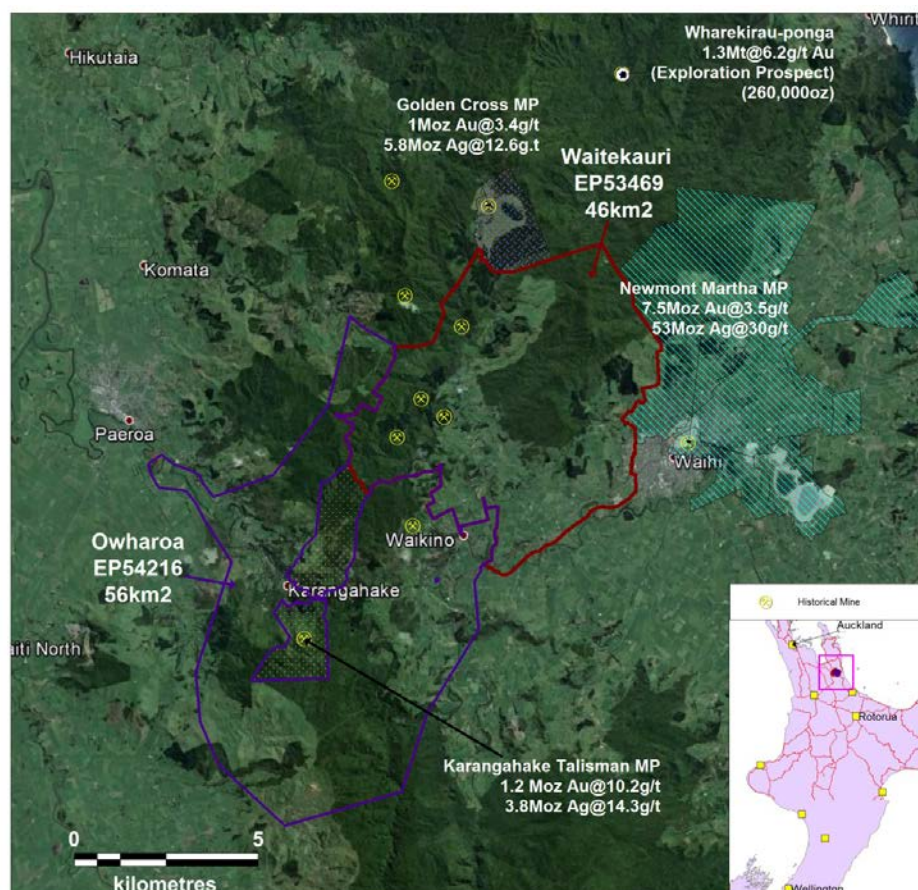 Whiriti
Hikutaia
Wharekirau-ponga
1.3Mt@6.2g/t Au
(Exploration Prospect)
(260,000oz)
Golden Cross MP
1Moz Au@3.4g/t
5.8Moz Ag@12.6g.t
Waitekauri
EP53469
46km2
Komata
Newmont Martha MP
7.5Moz Au@3.5g/t
53Moz Ag@30g/t
Paeroa
Waihi
Owharoa
EP54216
56km2
Waikino
Karangahake
aiti North
Historical Mine
Auckland
Rotorua
Karangahake Talisman MP
1.2 Moz Au@10.2g/t
3.8Moz Ag@14.3g/t
0
5
kilometres
Wellington